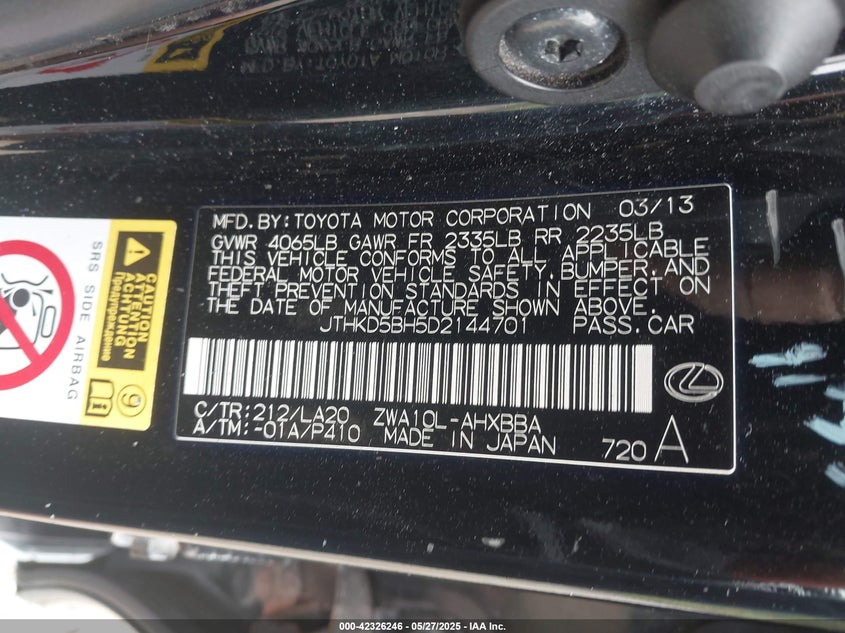 MFD.BY:TOYOTA MOTOR CORPORATION 03/13
GVWR 4065LB GAWR FR 2335LB RR 2235LB
THIS VEHICLE CONFORMS TO ALL APPLICABLE
FEDERAL MOTOR VEHICLE SAFETY, BUMPER, AND
THEFT PREVENTION STANDARDS IN EFFECT ON
THE DATE OF MANUFACTURE SHOWN ABOVE.
JTHKD5BH5D2144701 PASS.CAR
C/TR:212/LA20 ZWA10L-AHXBBA
A/TM:-01A/P410 MADE IN JAPAN 720 A
SRS SIDE AIRBAG
CAUTION
ATTENTION
ACHTUNG
Предупреждение
000-42326246 - 05/27/2025 - IAA Inc.